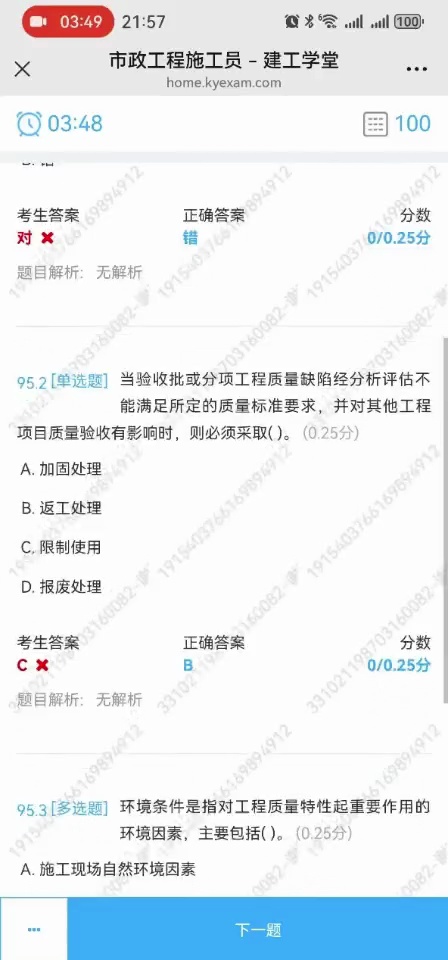 03:49 21:57 100
市政工程施工员 – 建工学堂
home.kyexam.com
03:48 100
考生答案 正确答案 分数
对 错 0/0.25分
题目解析: 无解析
95.2 [单选题] 当验收批或分项工程质量缺陷经分析评估不
能满足所定的质量标准要求，并对其他工程
项目质量验收有影响时，则必须采取( )。(0.25分)
A. 加固处理
B. 返工处理
C. 限制使用
D. 报废处理
考生答案 正确答案 分数
C B 0/0.25分
题目解析: 无解析
95.3 [多选题] 环境条件是指对工程质量特性起重要作用的
环境因素，主要包括( )。(0.25分)
A. 施工现场自然环境因素
下一题